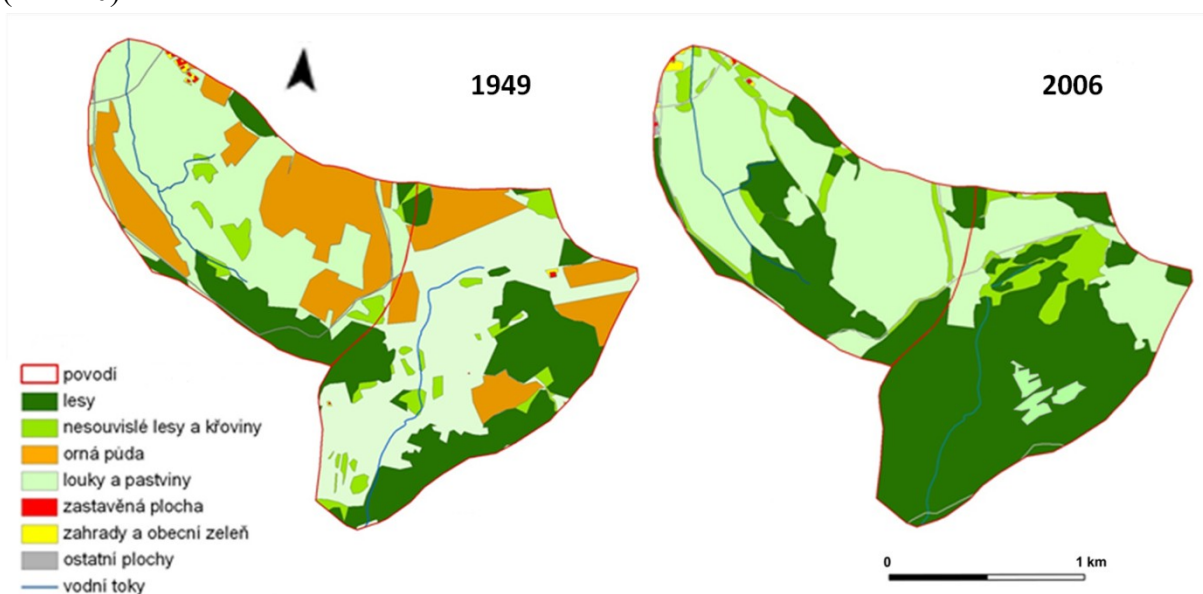 1949
2006
povodí
lesy
nesouvislé lesy a křoviny
orná půda
louky a pastviny
zastavěná plocha
zahrady a obecní zeleň
ostatní plochy
vodní toky
0 1 km